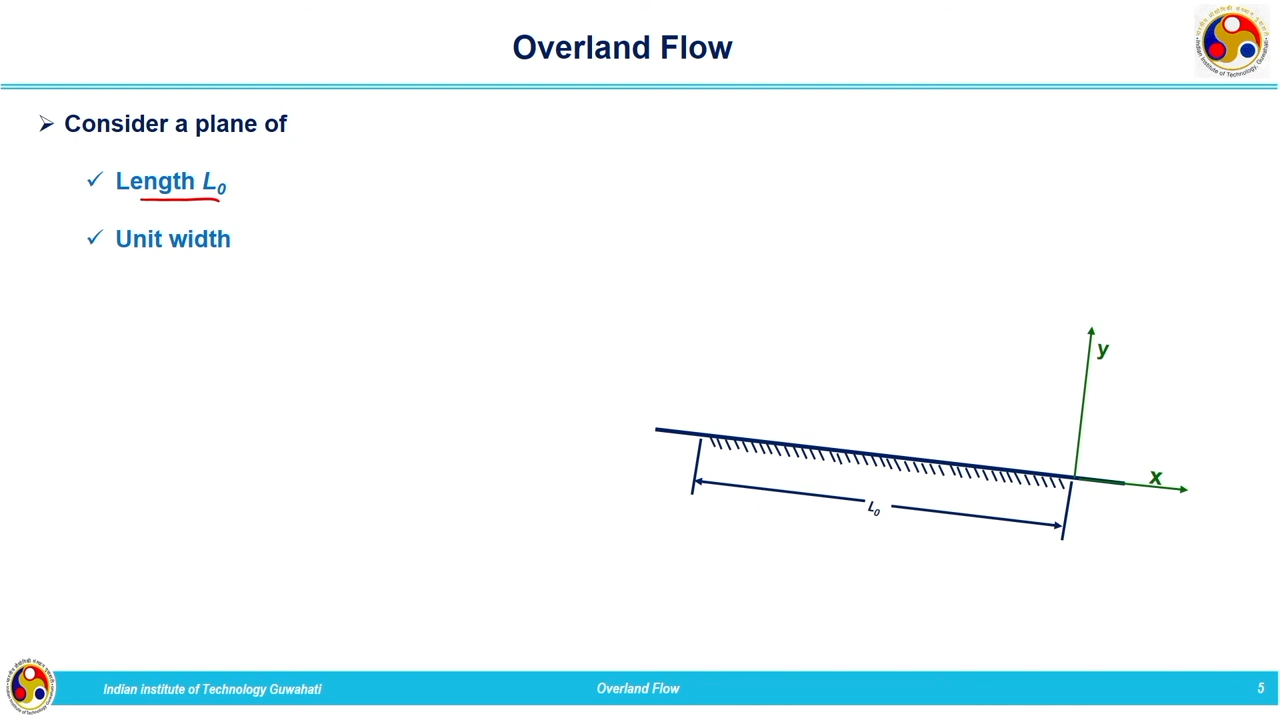 Overland Flow
➢ Consider a plane of
✓ Length L₀
✓ Unit width
y
x
L₀
Indian institute of Technology Guwahati
Overland Flow
5